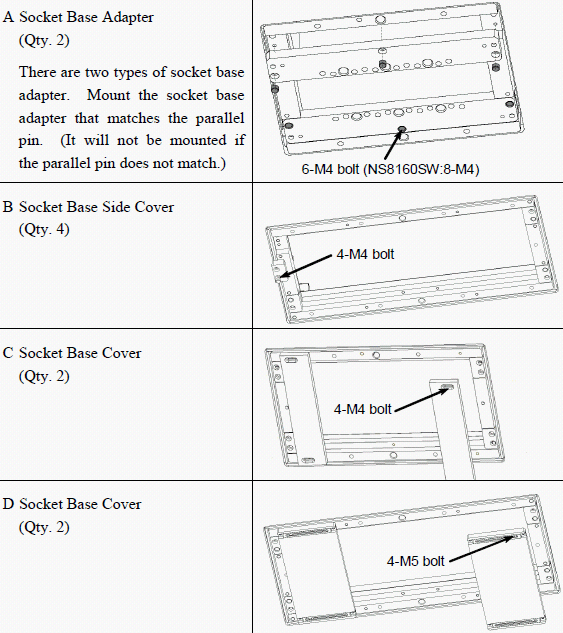 A Socket Base Adapter
(Qty. 2)
There are two types of socket base
adapter. Mount the socket base
adapter that matches the parallel
pin. (It will not be mounted if
the parallel pin does not match.)
6-M4 bolt (NS8160SW:8-M4)
B Socket Base Side Cover
(Qty. 4)
4-M4 bolt
C Socket Base Cover
(Qty. 2)
4-M4 bolt
D Socket Base Cover
(Qty. 2)
4-M5 bolt